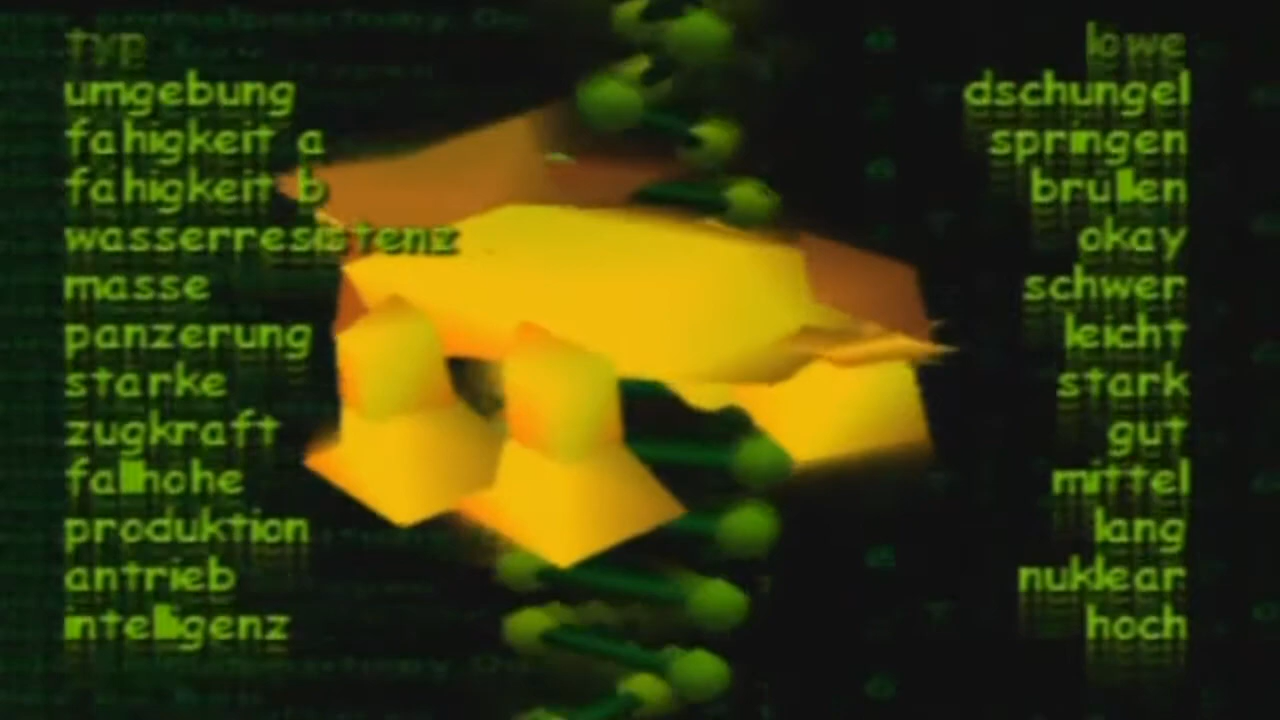 typ lowe
umgebung dschungel
fahigkeit a springen
fahigkeit b brüllen
wasserresistenz okay
masse schwer
panzerung leicht
starke stark
zugkraft gut
fallhohe mittel
produktion lang
antrieb nuklear
intelligenz hoch